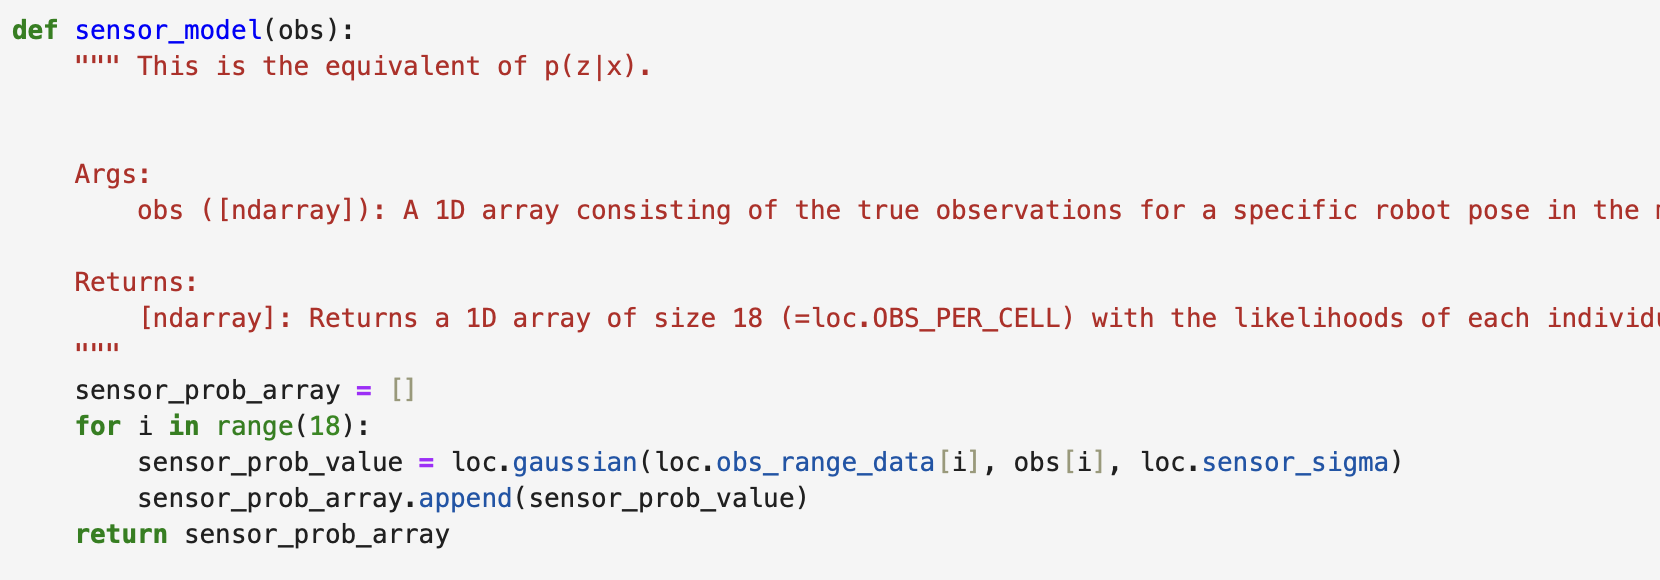 def sensor_model(obs):
    """ This is the equivalent of p(z|x).
    Args:
        obs ([ndarray]): A 1D array consisting of the true observations for a specific robot pose in the
    Returns:
        [ndarray]: Returns a 1D array of size 18 (=loc.OBS_PER_CELL) with the likelihoods of each
    """
    sensor_prob_array = []
    for i in range(18):
        sensor_prob_value = loc.gaussian(loc.obs_range_data[i], obs[i], loc.sensor_sigma)
        sensor_prob_array.append(sensor_prob_value)
    return sensor_prob_array